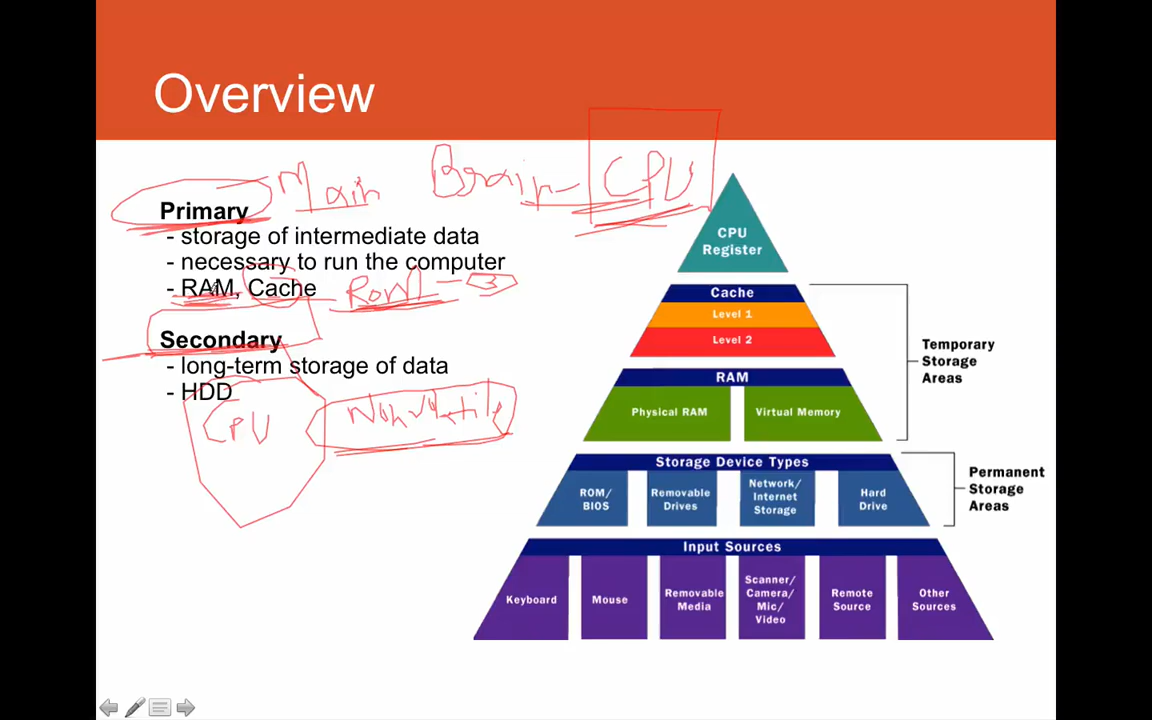 Overview
Main
Brain - CPU
Primary
- storage of intermediate data
- necessary to run the computer
- RAM, Cache
ROM - 3
Secondary
- long-term storage of data
- HDD
CPU
CPU
Register
Cache
Level 1
Level 2
Temporary
Storage
Areas
RAM
Physical RAM
Virtual Memory
Storage Device Types
ROM/
BIOS
Removable
Drives
Network/
Internet
Storage
Hard
Drive
Permanent
Storage
Areas
Input Sources
Keyboard
Mouse
Removable
Media
Scanner/
Camera/
Mic/
Video
Remote
Source
Other
Sources